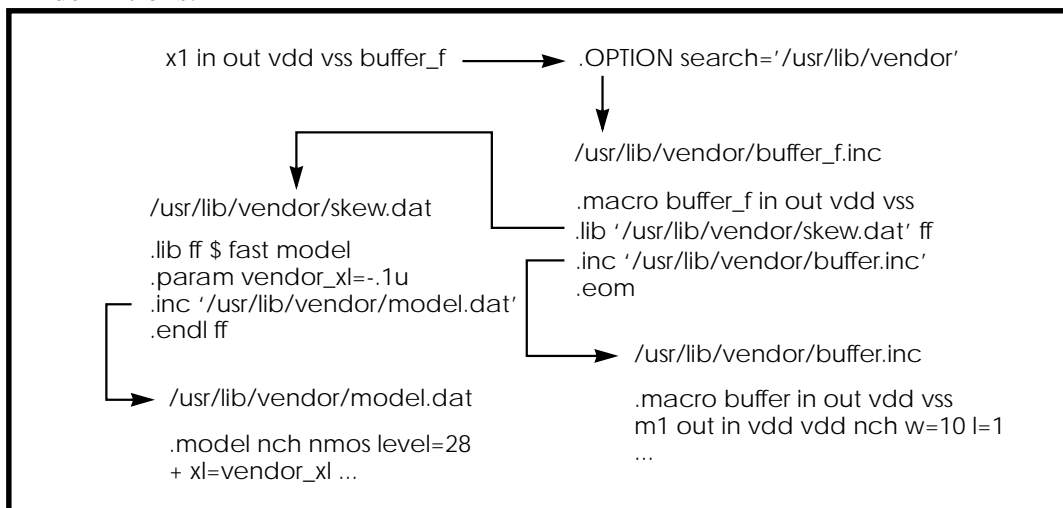 x1 in out vdd vss buffer_f
.OPTION search=’/usr/lib/vendor’
/usr/lib/vendor/buffer_f.inc
.macro buffer_f in out vdd vss
.lib ‘/usr/lib/vendor/skew.dat’ ff
.inc ‘/usr/lib/vendor/buffer.inc’
.eom
/usr/lib/vendor/skew.dat
.lib ff $ fast model
.param vendor_xl=-.1u
.inc ‘/usr/lib/vendor/model.dat’
.endl ff
/usr/lib/vendor/model.dat
.model nch nmos level=28
+ xl=vendor_xl ...
/usr/lib/vendor/buffer.inc
.macro buffer in out vdd vss
m1 out in vdd vdd nch w=10 l=1
...